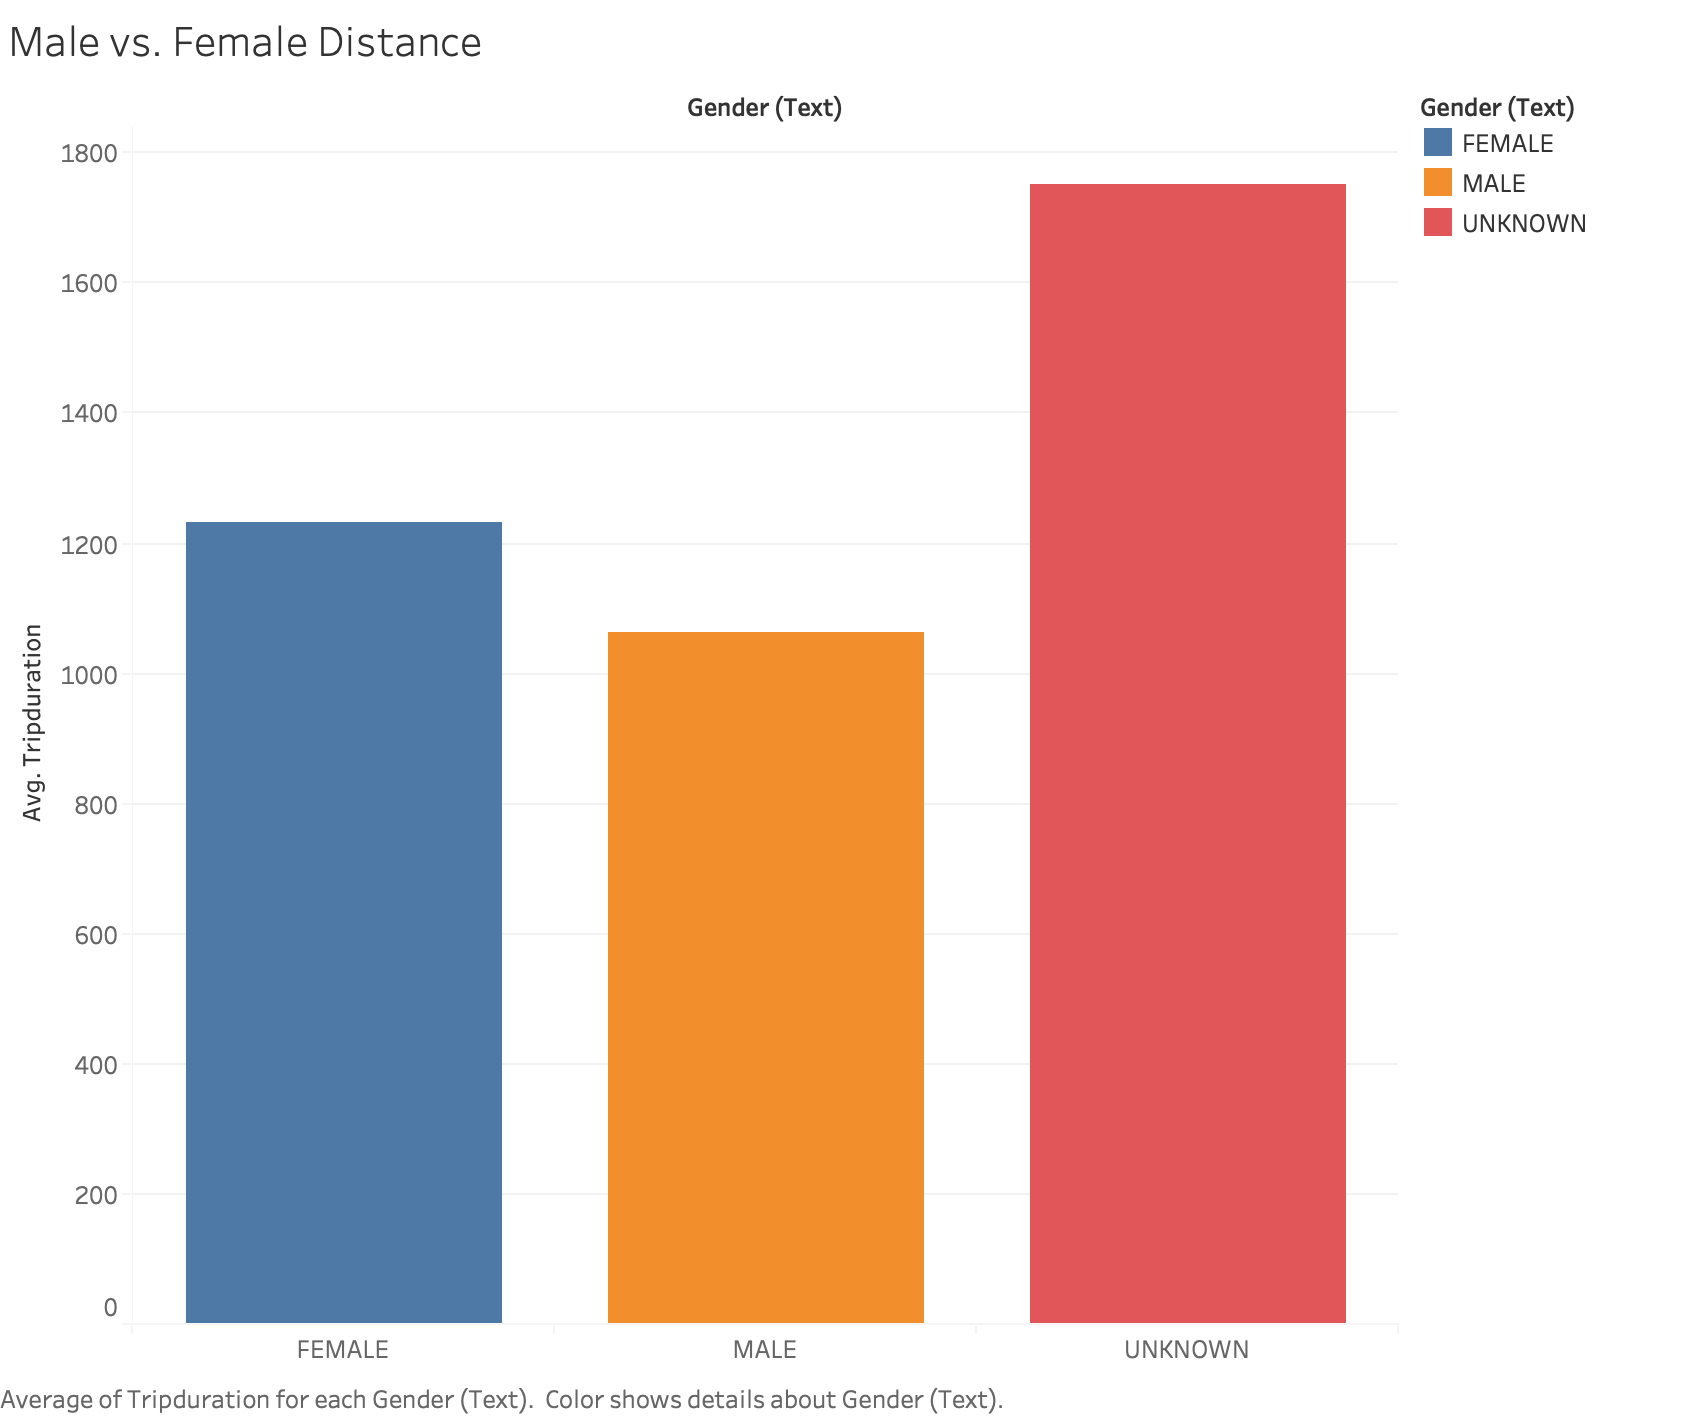 Male vs. Female Distance
Gender (Text)
Gender (Text)
FEMALE
MALE
UNKNOWN
1800
1600
1400
1200
1000
800
600
400
200
0
Avg. Tripduration
FEMALE
MALE
UNKNOWN
Average of Tripduration for each Gender (Text).  Color shows details about Gender (Text).